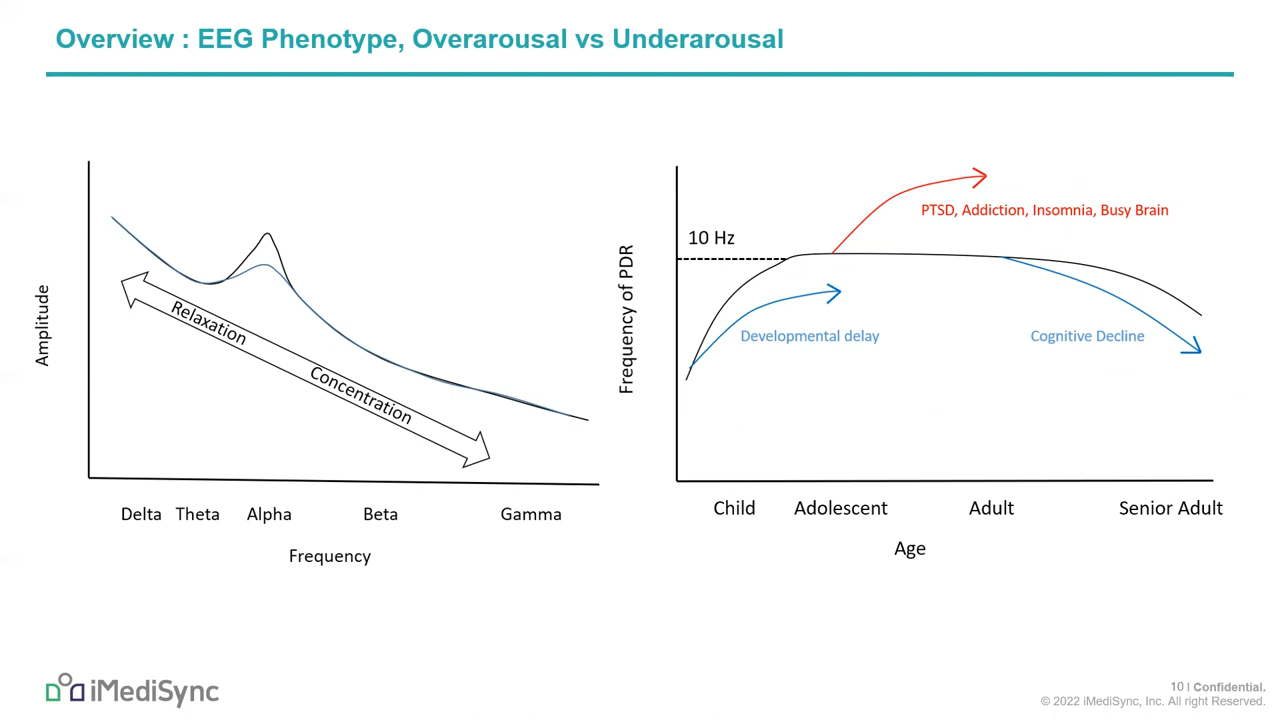 Overview : EEG Phenotype, Overarousal vs Underarousal
Amplitude
Relaxation
Concentration
Delta Theta Alpha Beta Gamma
Frequency
Frequency of PDR
10 Hz
PTSD, Addiction, Insomnia, Busy Brain
Developmental delay
Cognitive Decline
Child Adolescent Adult Senior Adult
Age
iMediSync
10 | Confidential.
© 2022 iMediSync, Inc. All right Reserved.